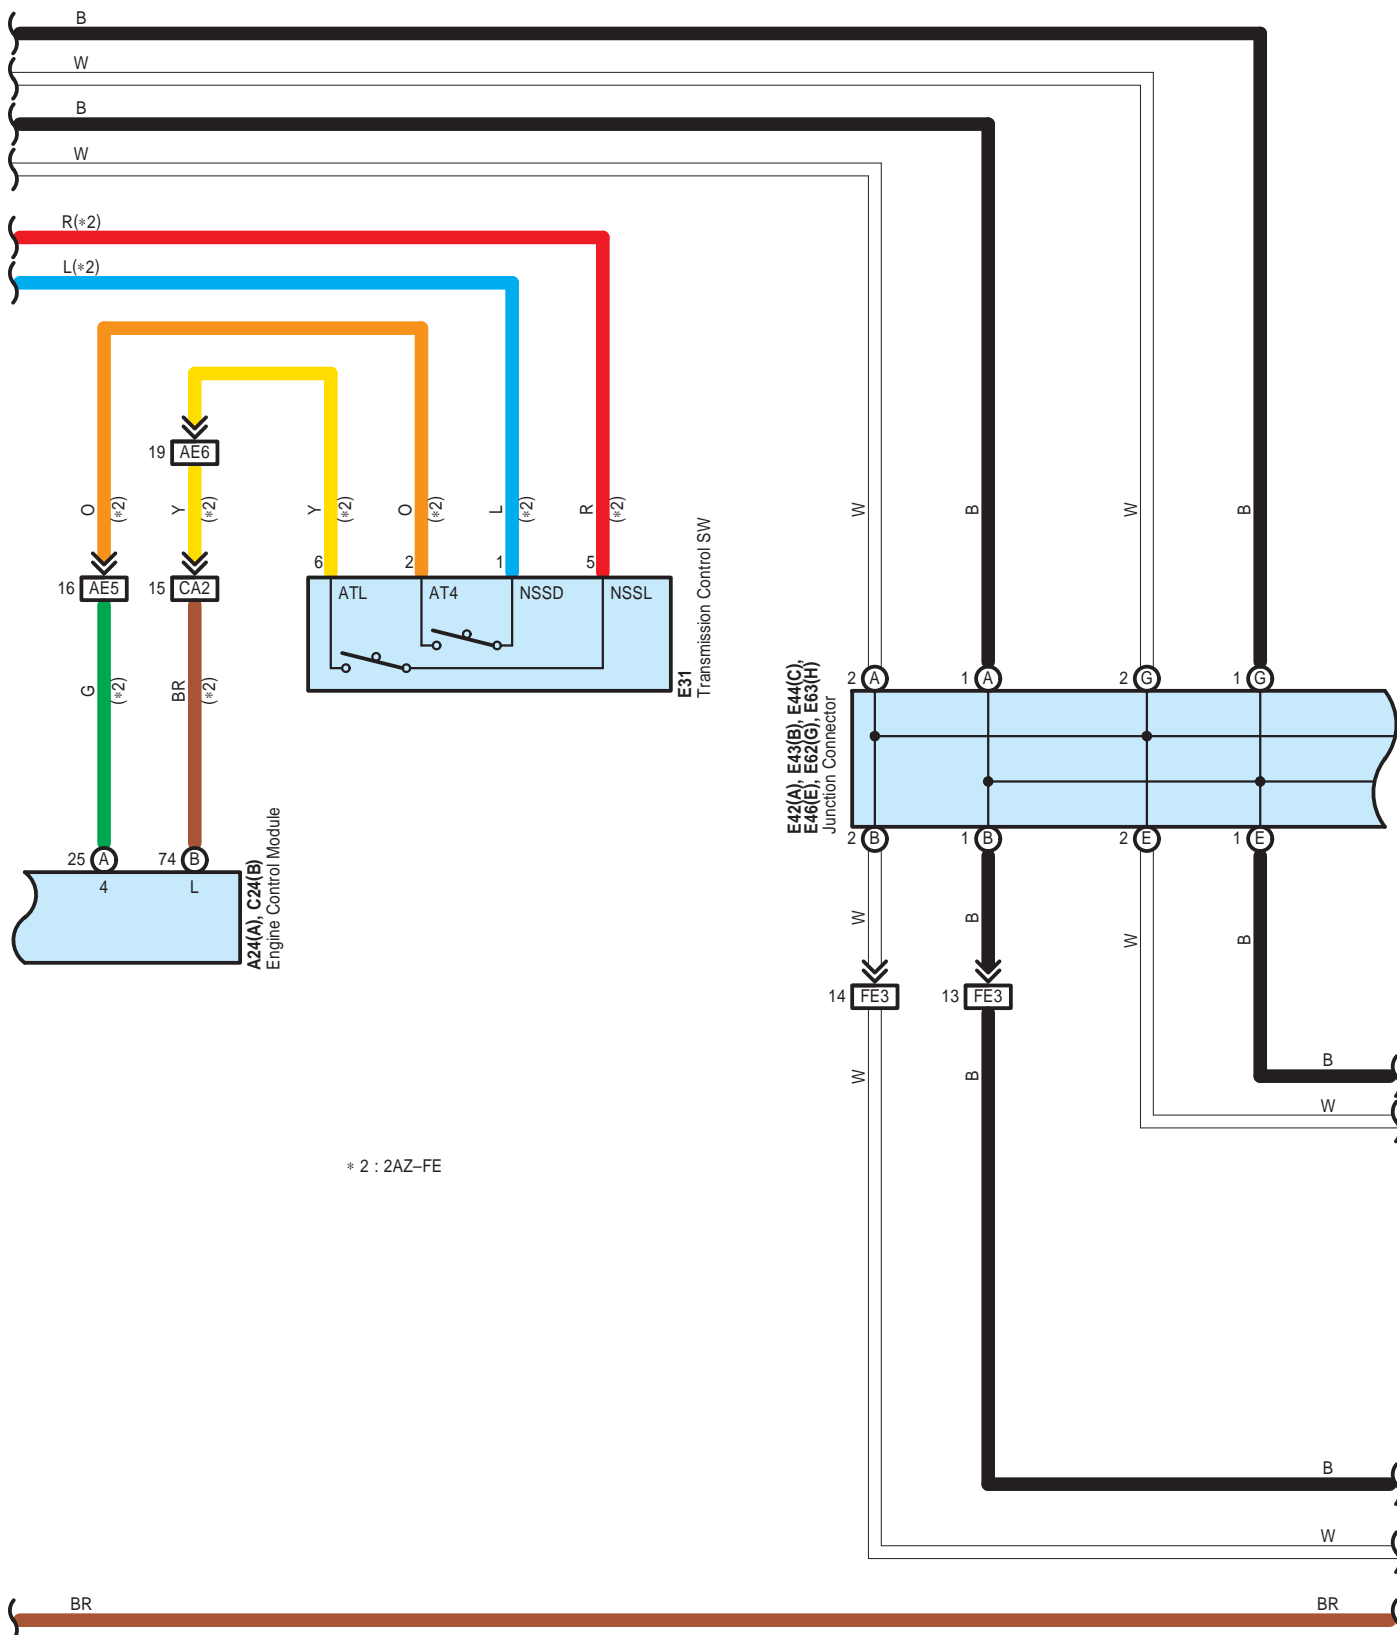 B
W
B
W
R(*2)
L(*2)
19 AE6
O (*2)
Y (*2)
Y (*2)
O (*2)
L (*2)
R (*2)
W
B
W
B
6
2
1
5
16 AE5
15 CA2
ATL
AT4
NSSD
NSSL
E31
Transmission Control SW
G (*2)
BR (*2)
2 A
1 A
2 G
1 G
E42(A), E43(B), E44(C),
E46(E), E62(G), E63(H)
Junction Connector
2 B
1 B
2 E
1 E
25 A
74 B
4
L
A24(A), C24(B)
Engine Control Module
W
B
W
B
14 FE3
13 FE3
W
B
B
W
* 2 : 2AZ–FE
B
W
BR
BR